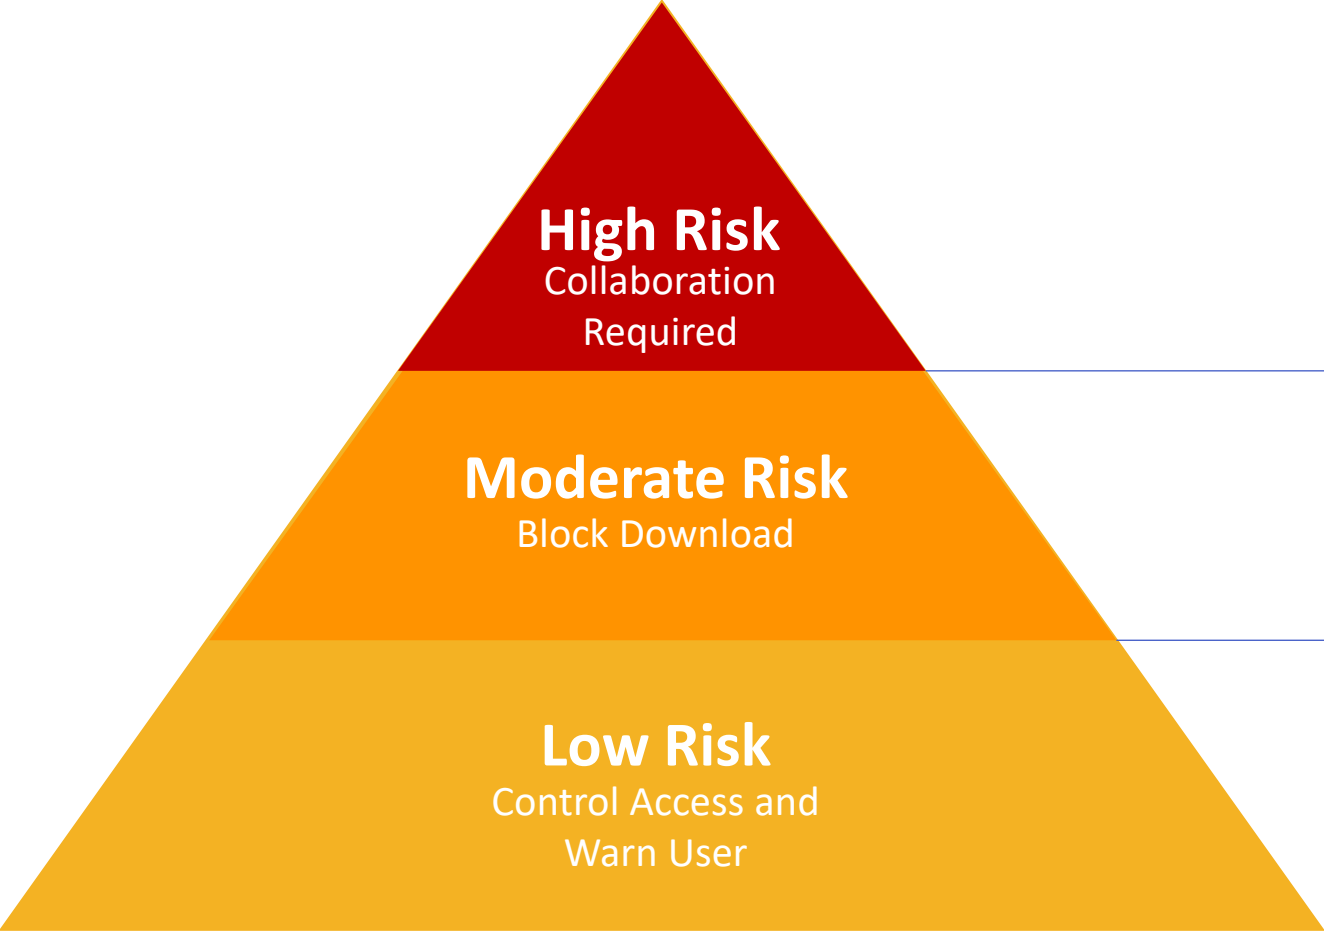 High Risk
Collaboration
Required
Moderate Risk
Block Download
Low Risk
Control Access and
Warn User